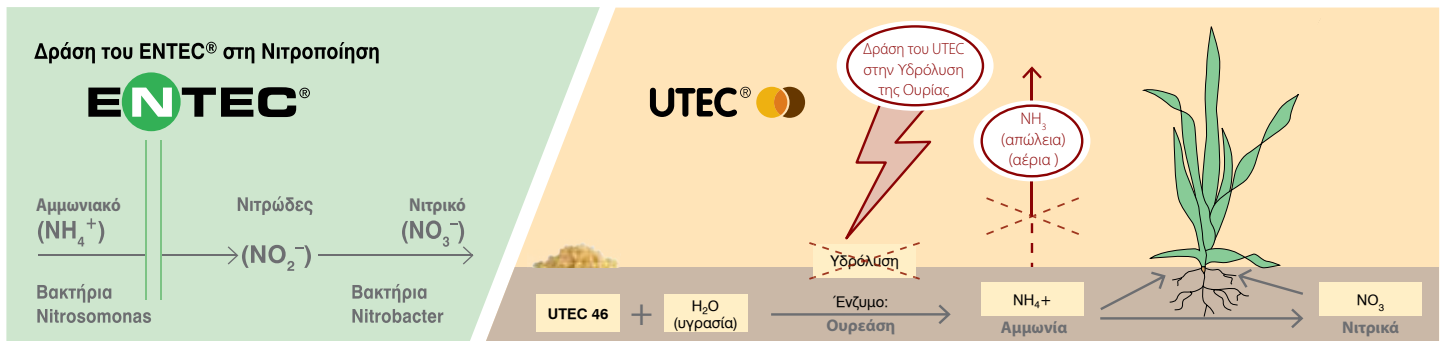 Δράση του ENTEC® στη Νιτροποίηση
ENTEC®
Αμμωνιακό
(NH₄⁺)
Νιτρώδες
(NO₂⁻)
Νιτρικό
(NO₃⁻)
Βακτήρια
Nitrosomonas
Βακτήρια
Nitrobacter
UTEC®
Δράση του UTEC
στην Υδρόλυση
της Ουρίας
NH₃
(απώλεια)
(αέρια )
Υδρόλυση
UTEC 46
+
H₂O
(υγρασία)
Ένζυμο:
Ουρεάση
NH₄+
Αμμωνία
NO₃
Νιτρικά